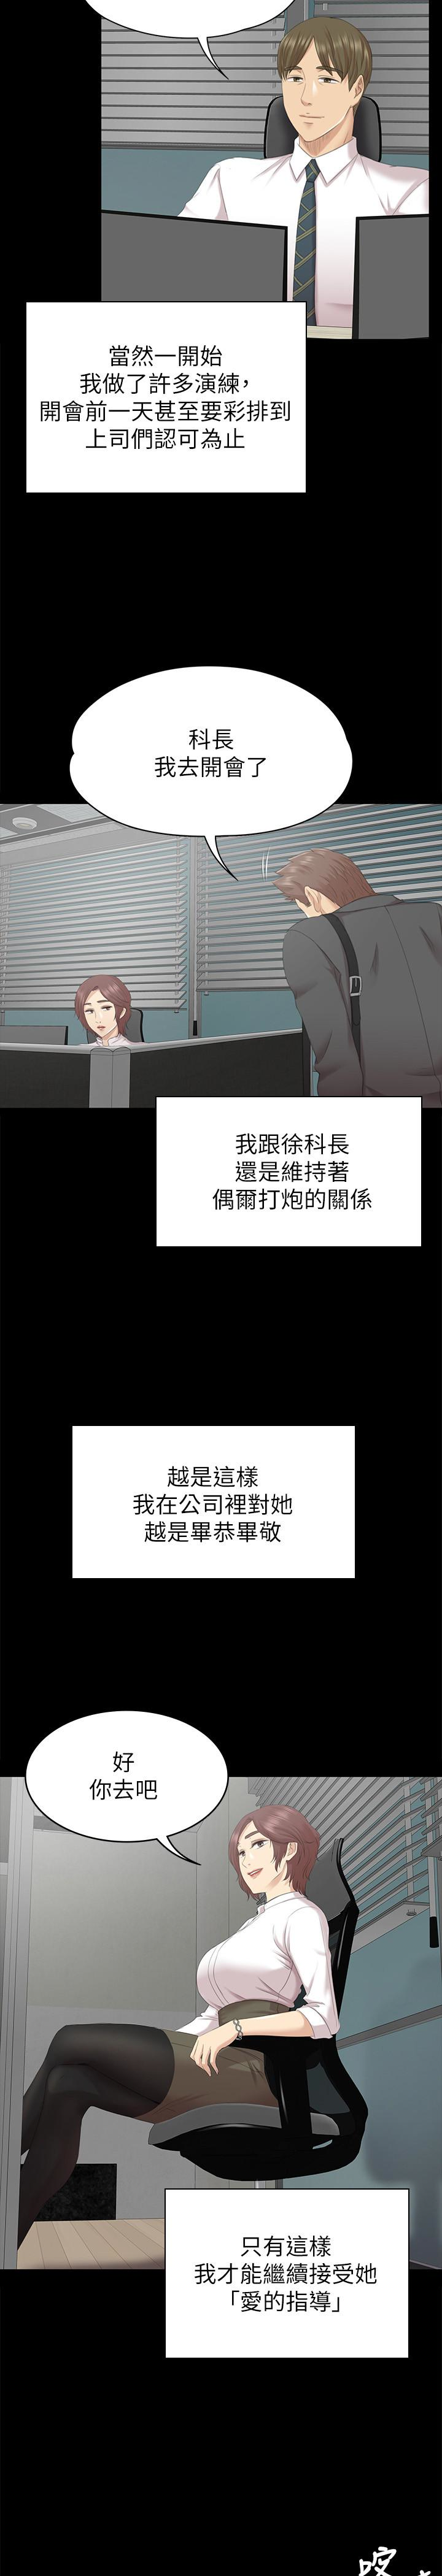 當然一開始
我做了許多演練，
開會前一天甚至要彩排到
上司們認可為止
科長
我去開會了
我跟徐科長
還是維持著
偶爾打炮的關係
越是這樣
我在公司裡對她
越是畢恭畢敬
好
你去吧
只有這樣
我才能繼續接受她
「愛的指導」